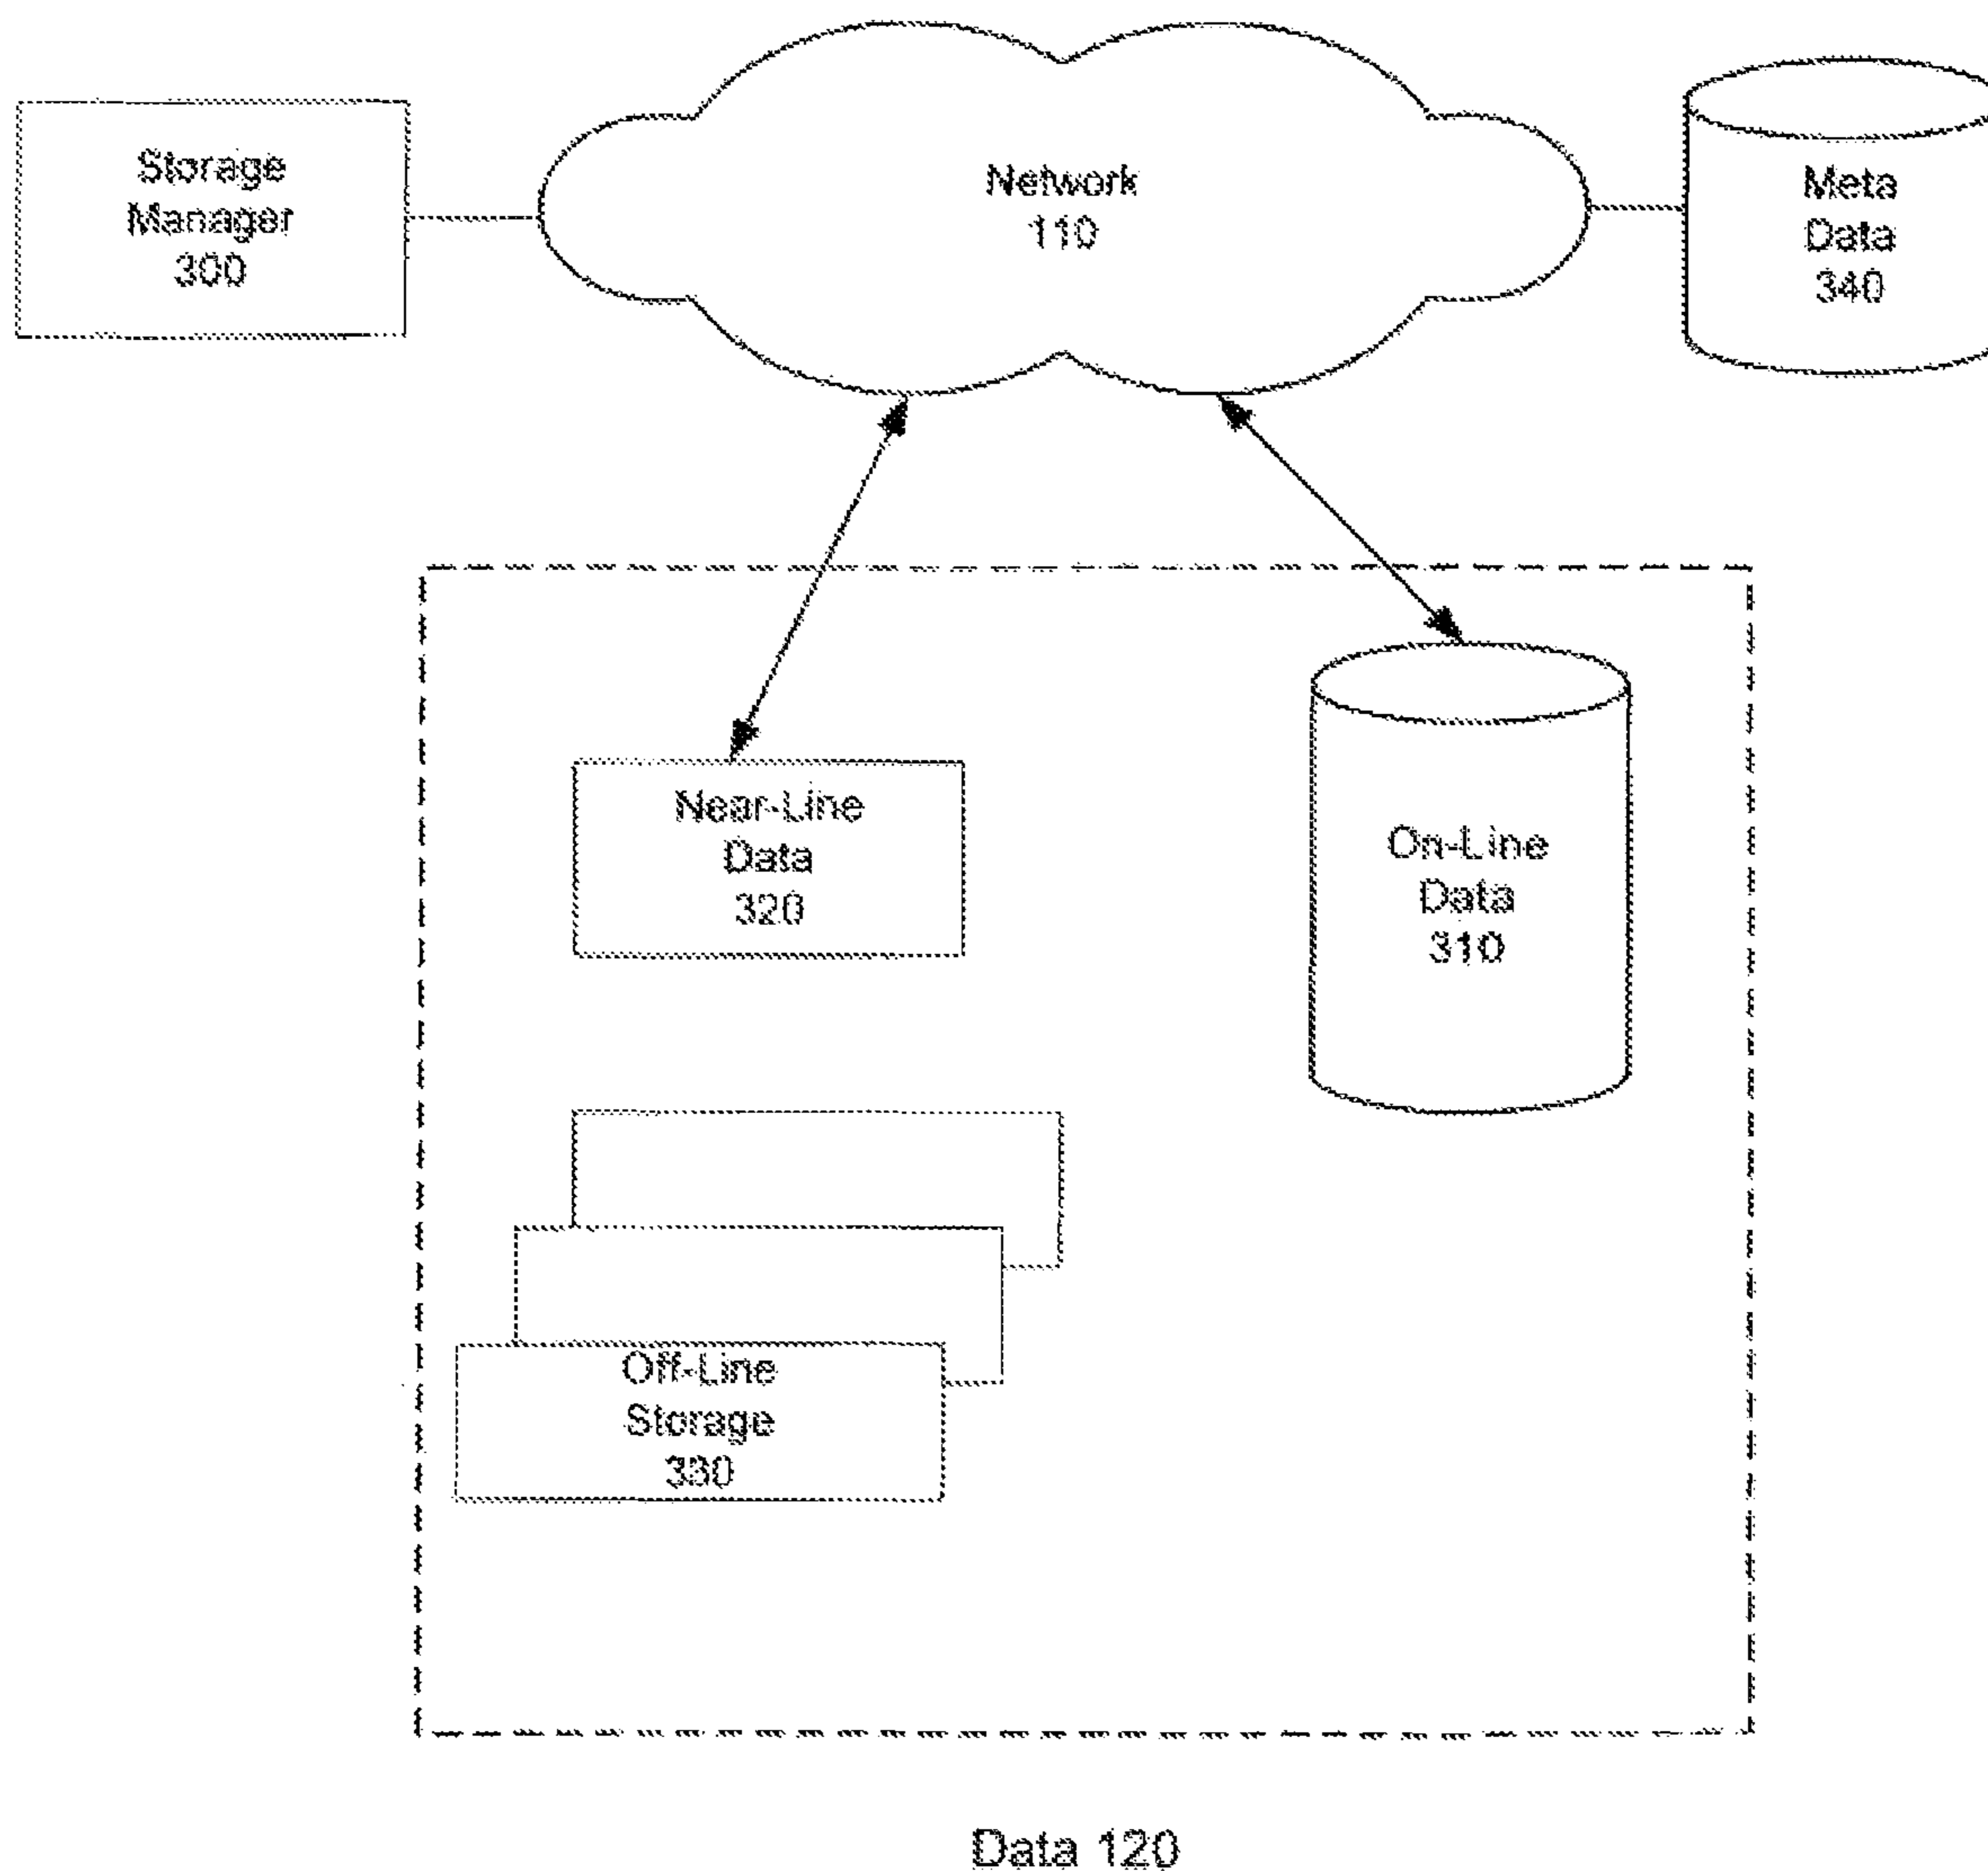 Storage
Manager
300
Network
110
Meta
Data
340
Near-Line
Data
320
On-Line
Data
310
Off-Line
Storage
330
Data 120